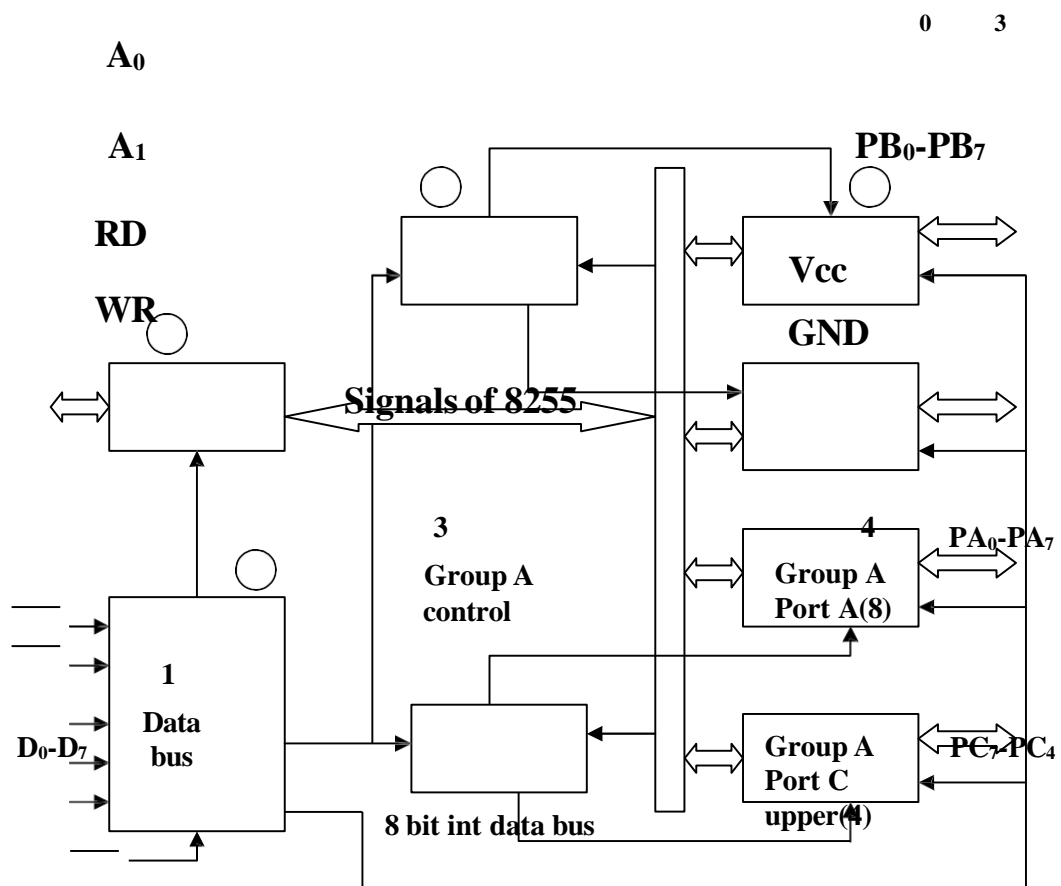 0 3
A₀
A₁
PB₀-PB₇
RD
Vcc
WR
GND
Signals of 8255
3
4
PA₀-PA₇
Group A
control
Group A
Port A(8)
1
Data
bus
D₀-D₇
Group A
Port C
upper(4)
PC₇-PC₄
8 bit int data bus